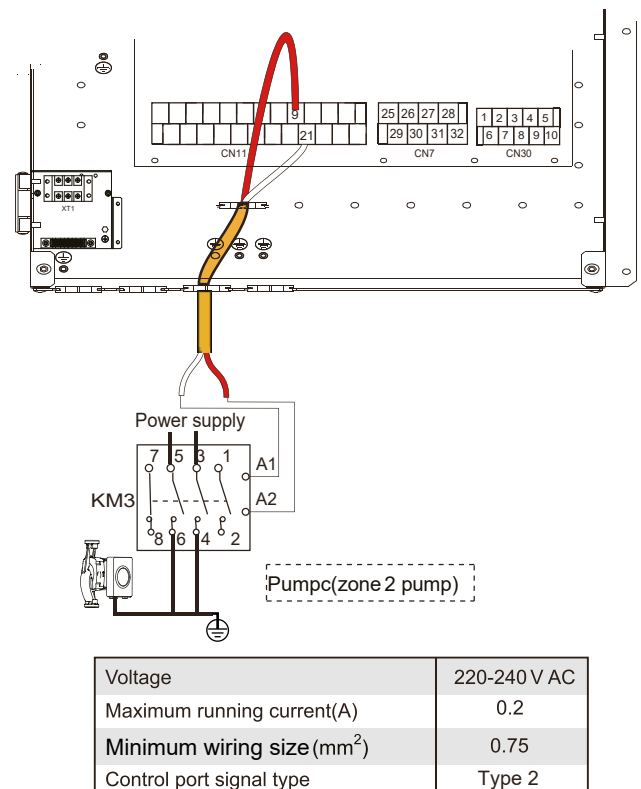 9
25 26 27 28
1 2 3 4 5
21
29 30 31 32
6 7 8 9 10
CN11
CN7
CN30
XT1
Power supply
7 5 3 1
A1
KM3
A2
8 6 4 2
Pumpc(zone 2 pump)
Voltage 220-240 V AC
Maximum running current(A) 0.2
Minimum wiring size (mm²) 0.75
Control port signal type Type 2